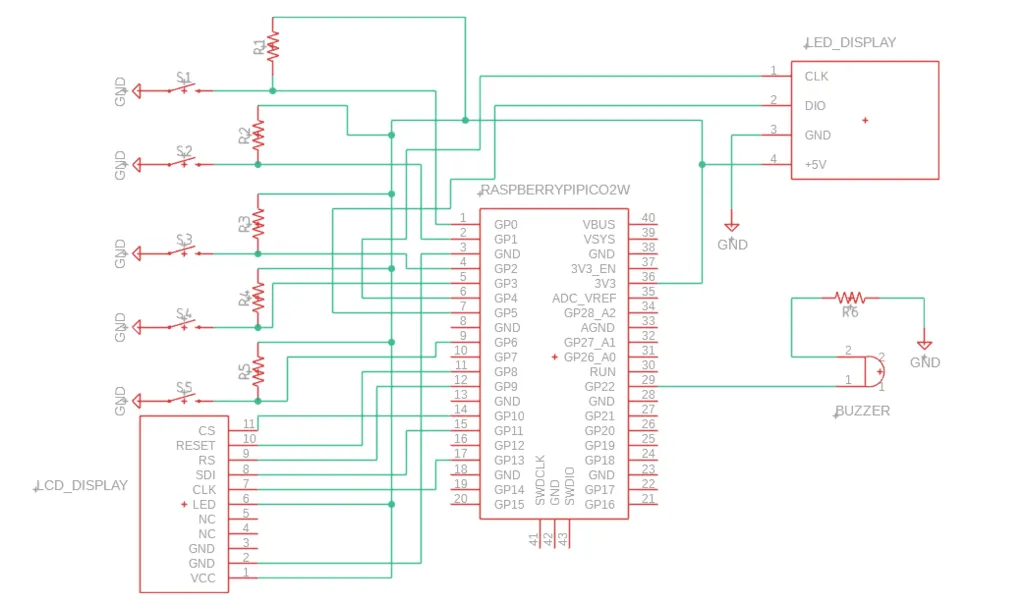 R1
GND
S1
R2
GND
S2
R3
GND
S3
R4
GND
S4
R5
GND
S5
LCD_DISPLAY
CS 11
RESET 10
RS 9
SDI 8
CLK 7
LED 6
NC 5
NC 4
GND 3
GND 2
VCC 1
RASPBERRYPIPICO2W
1 GP0 VBUS 40
2 GP1 VSYS 39
3 GND GND 38
4 GP2 3V3_EN 37
5 GP3 3V3 36
6 GP4 ADC_VREF 35
7 GP5 GP28_A2 34
8 GND AGND 33
9 GP6 GP27_A1 32
10 GP7 GP26_A0 31
11 GP8 RUN 30
12 GP9 GP22 29
13 GND GND 28
14 GP10 GP21 27
15 GP11 GP20 26
16 GP12 GP19 25
17 GP13 GP18 24
18 GND GND 23
19 GP14 GP17 22
20 GP15 GP16 21
SWDCLK
GND
SWDIO
41
42
43
LED_DISPLAY
1 CLK
2 DIO
3 GND
4 +5V
GND
R6
GND
2 2
1 1
BUZZER